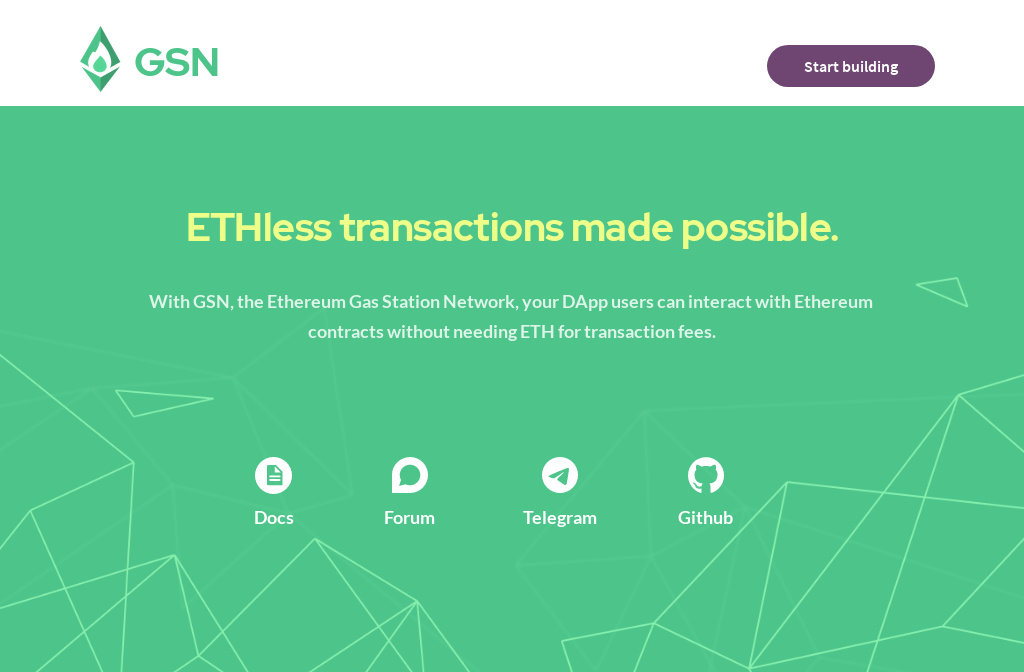 GSN
Start building
ETHless transactions made possible.
With GSN, the Ethereum Gas Station Network, your DApp users can interact with Ethereum
contracts without needing ETH for transaction fees.
Docs
Forum
Telegram
Github